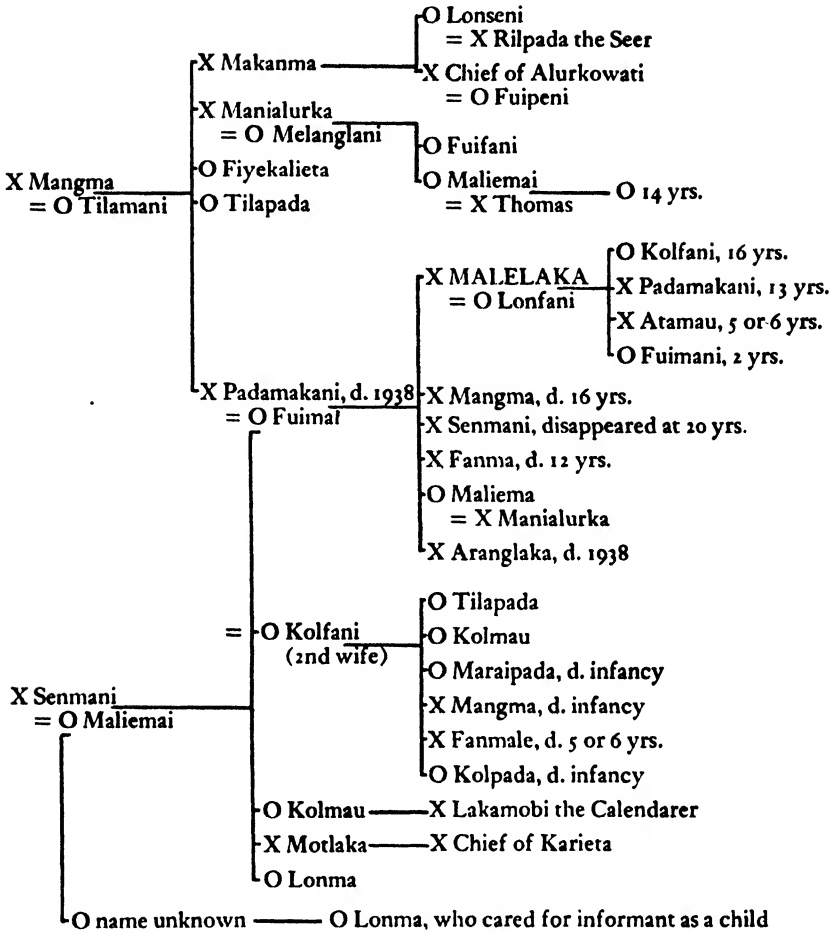 O Lonseni
= X Rilpada the Seer
X Makanma
X Chief of Alurkowati
= O Fuipeni
X Manialurka
= O Melanglani
O Fuifani
O Fiyekalieta
O Maliemai
= X Thomas
O 14 yrs.
X Mangma
= O Tilamani
O Tilapada
O Kolfani, 16 yrs.
X MALELAKA
= O Lonfani
X Padamakani, 13 yrs.
X Atamau, 5 or 6 yrs.
O Fuimani, 2 yrs.
X Padamakani, d. 1938
= O Fuimal
X Mangma, d. 16 yrs.
X Senmani, disappeared at 20 yrs.
X Fanma, d. 12 yrs.
O Maliema
= X Manialurka
X Aranglaka, d. 1938
O Tilapada
= O Kolfani
(2nd wife)
O Kolmau
O Maraipada, d. infancy
X Senmani
= O Maliemai
X Mangma, d. infancy
X Fanmale, d. 5 or 6 yrs.
O Kolpada, d. infancy
O Kolmau X Lakamobi the Calendarer
X Motlaka X Chief of Karieta
O Lonma
O name unknown O Lonma, who cared for informant as a child